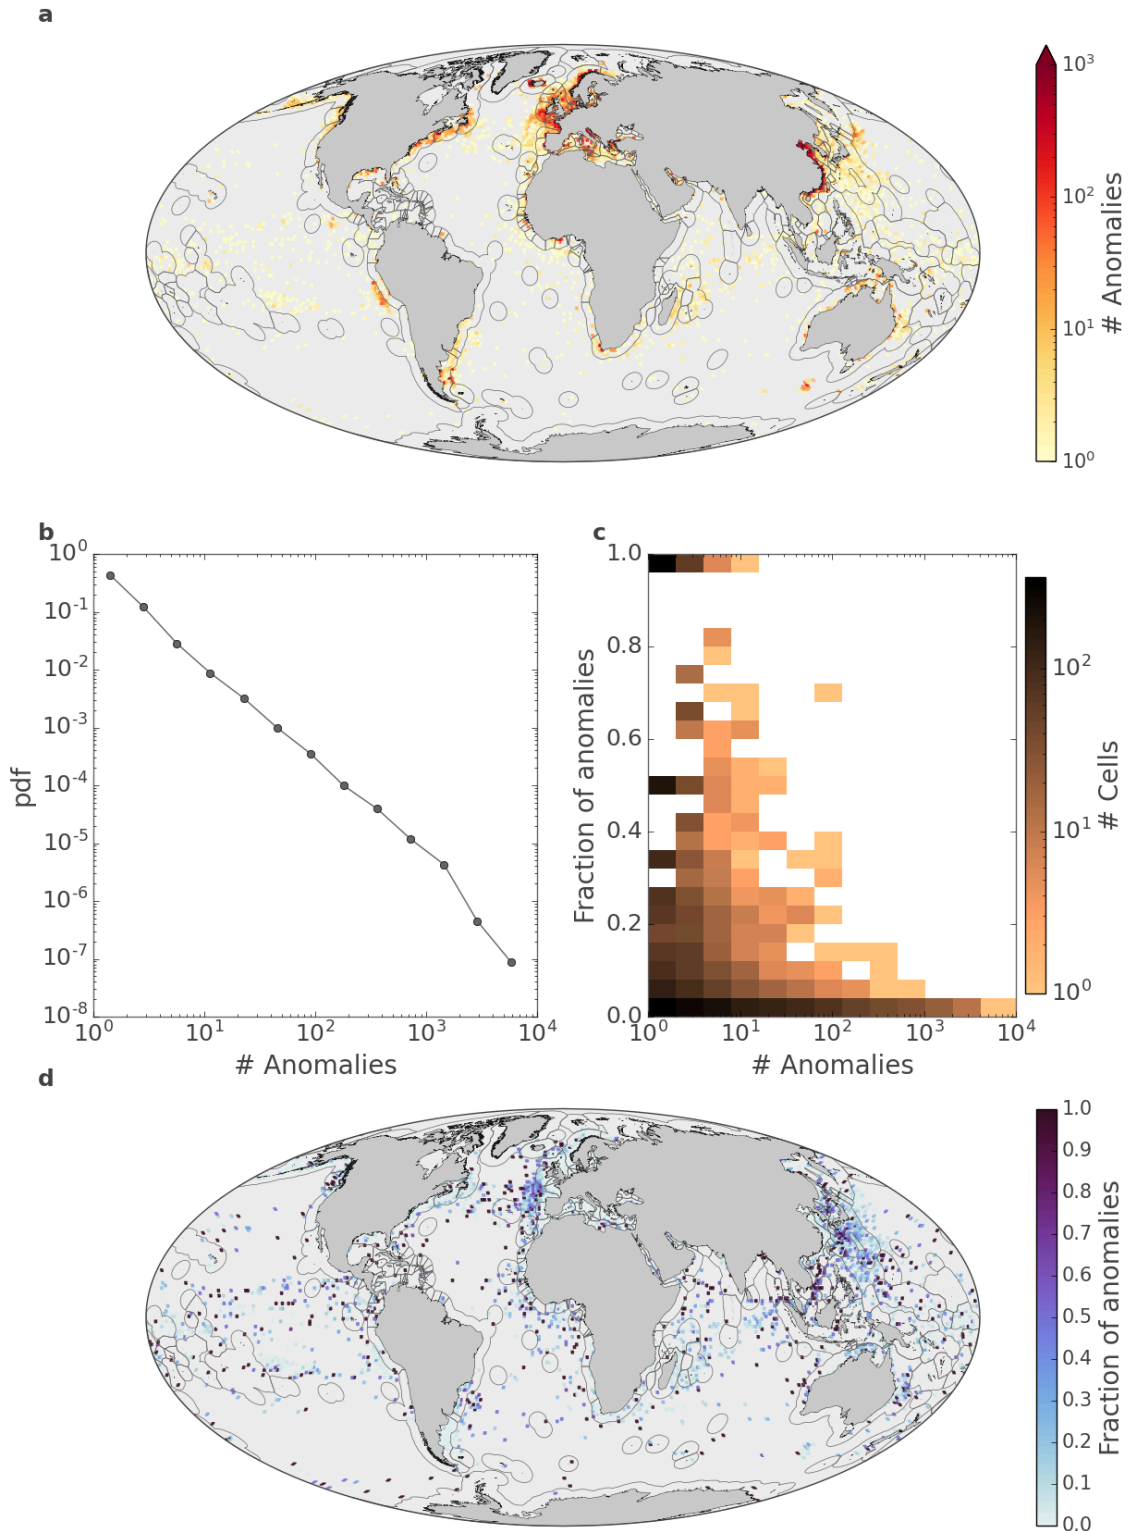 a
10³
10²
10¹
10⁰
# Anomalies
b
10⁰
10⁻¹
10⁻²
10⁻³
10⁻⁴
10⁻⁵
10⁻⁶
10⁻⁷
10⁻⁸
pdf
10⁰ 10¹ 10² 10³ 10⁴
# Anomalies
c
1.0
0.8
0.6
0.4
0.2
0.0
Fraction of anomalies
10⁰ 10¹ 10² 10³ 10⁴
# Anomalies
10²
10¹
10⁰
# Cells
d
1.0
0.9
0.8
0.7
0.6
0.5
0.4
0.3
0.2
0.1
0.0
Fraction of anomalies